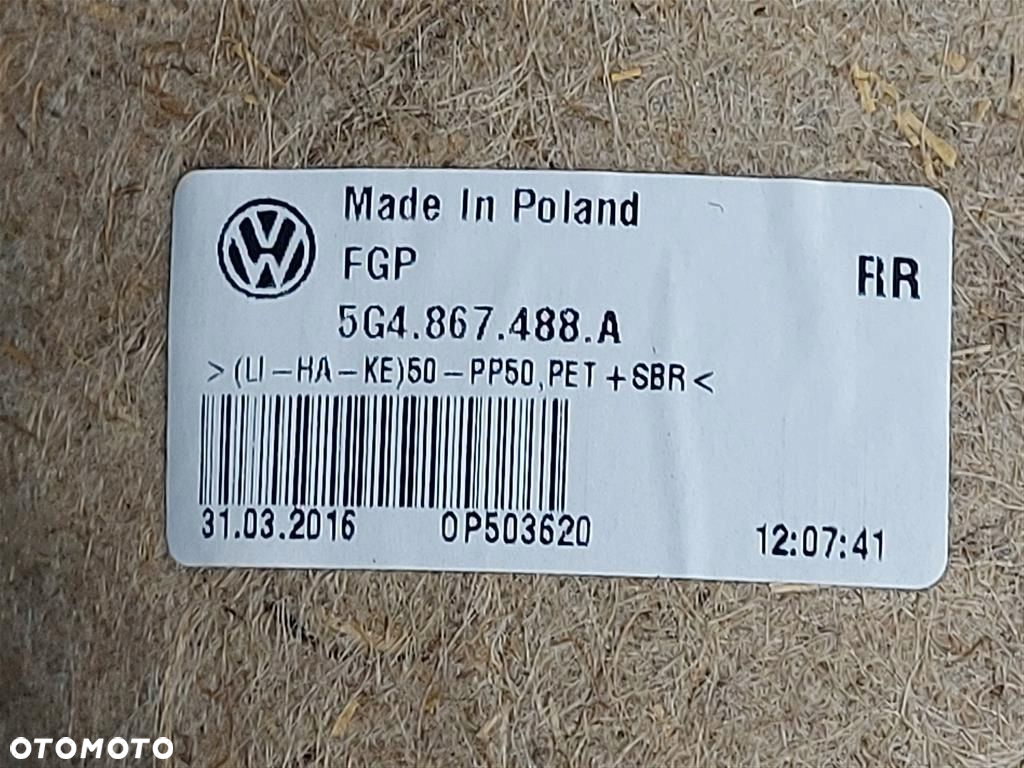 Made In Poland
FGP
RR
5G4.867.488.A
>(LI-HA-KE)50-PP50,PET+SBR<
31.03.2016 OP503620 12:07:41
OTOMOTO